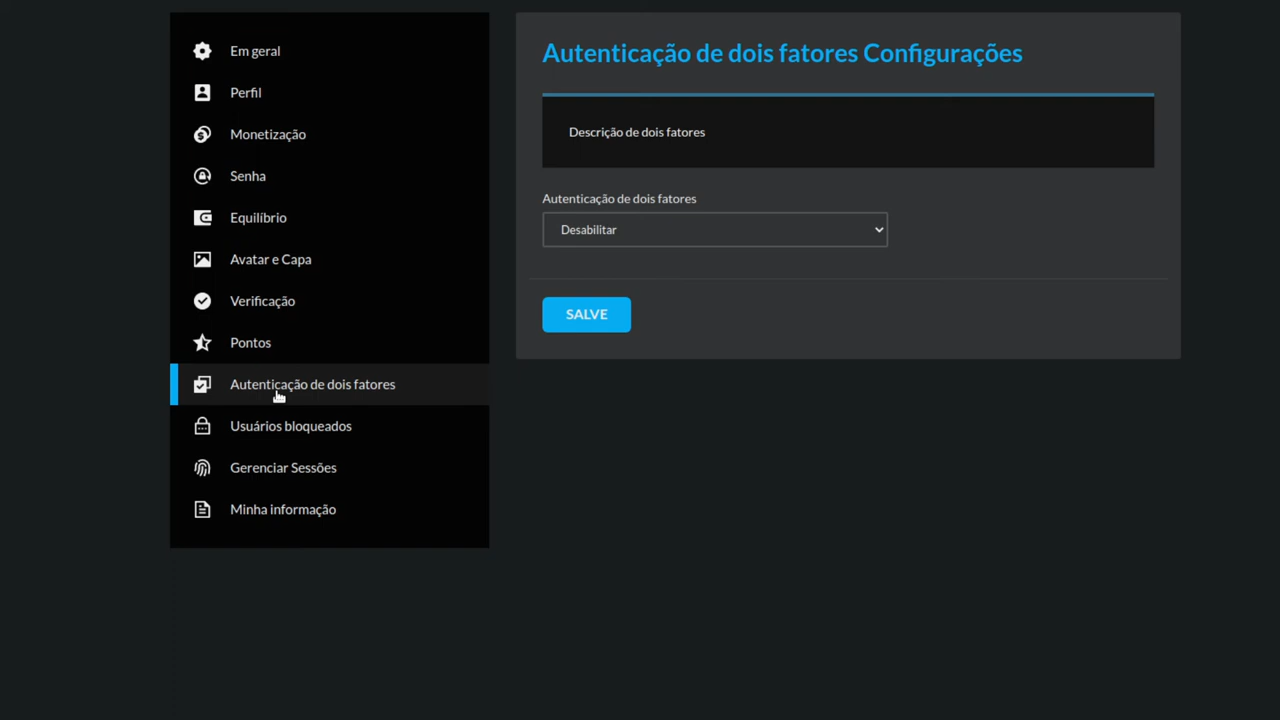 Em geral
Perfil
Monetização
Senha
Equilíbrio
Avatar e Capa
Verificação
Pontos
Autenticação de dois fatores
Usuários bloqueados
Gerenciar Sessões
Minha informação
Autenticação de dois fatores Configurações
Descrição de dois fatores
Autenticação de dois fatores
Desabilitar
SALVE